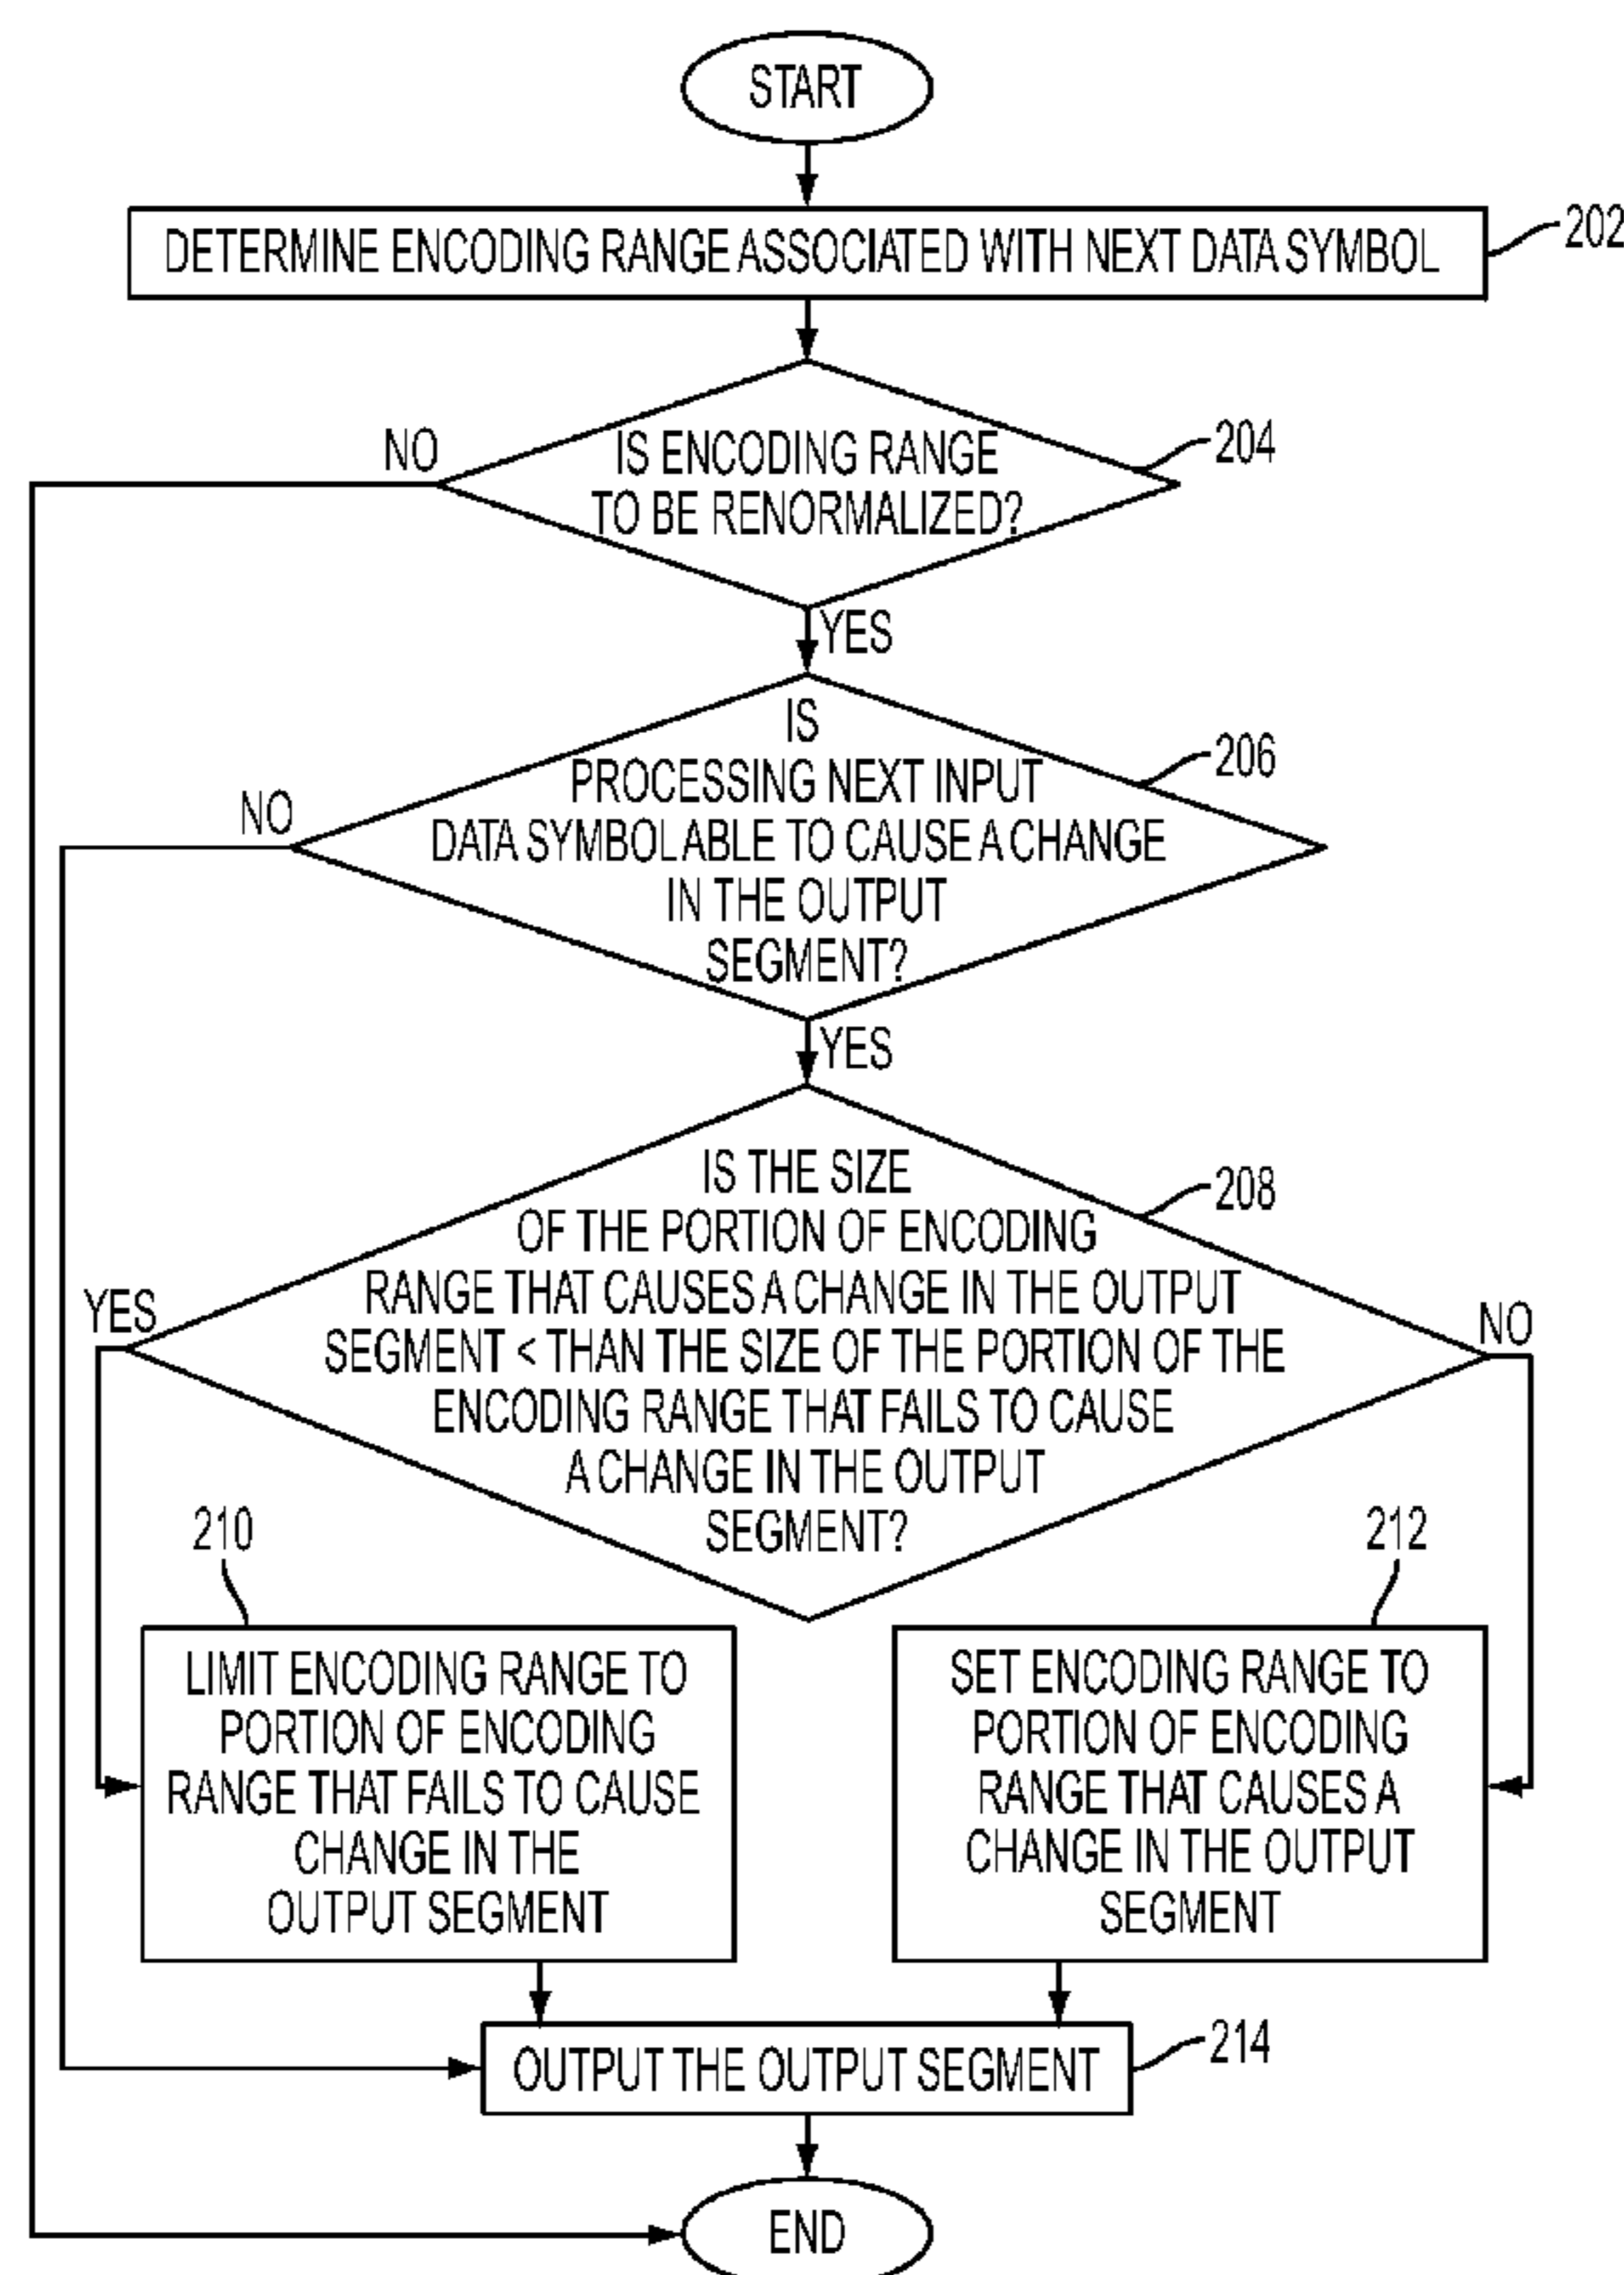 START
DETERMINE ENCODING RANGE ASSOCIATED WITH NEXT DATA SYMBOL
202
NO
IS ENCODING RANGE
TO BE RENORMALIZED?
204
YES
IS
PROCESSING NEXT INPUT
DATA SYMBOL ABLE TO CAUSE A CHANGE
IN THE OUTPUT
SEGMENT?
206
NO
YES
IS THE SIZE
OF THE PORTION OF ENCODING
RANGE THAT CAUSES A CHANGE IN THE OUTPUT
SEGMENT < THAN THE SIZE OF THE PORTION OF THE
ENCODING RANGE THAT FAILS TO CAUSE
A CHANGE IN THE OUTPUT
SEGMENT?
208
YES
NO
210
LIMIT ENCODING RANGE TO
PORTION OF ENCODING
RANGE THAT FAILS TO CAUSE
CHANGE IN THE
OUTPUT SEGMENT
212
SET ENCODING RANGE TO
PORTION OF ENCODING
RANGE THAT CAUSES A
CHANGE IN THE OUTPUT
SEGMENT
OUTPUT THE OUTPUT SEGMENT
214
END